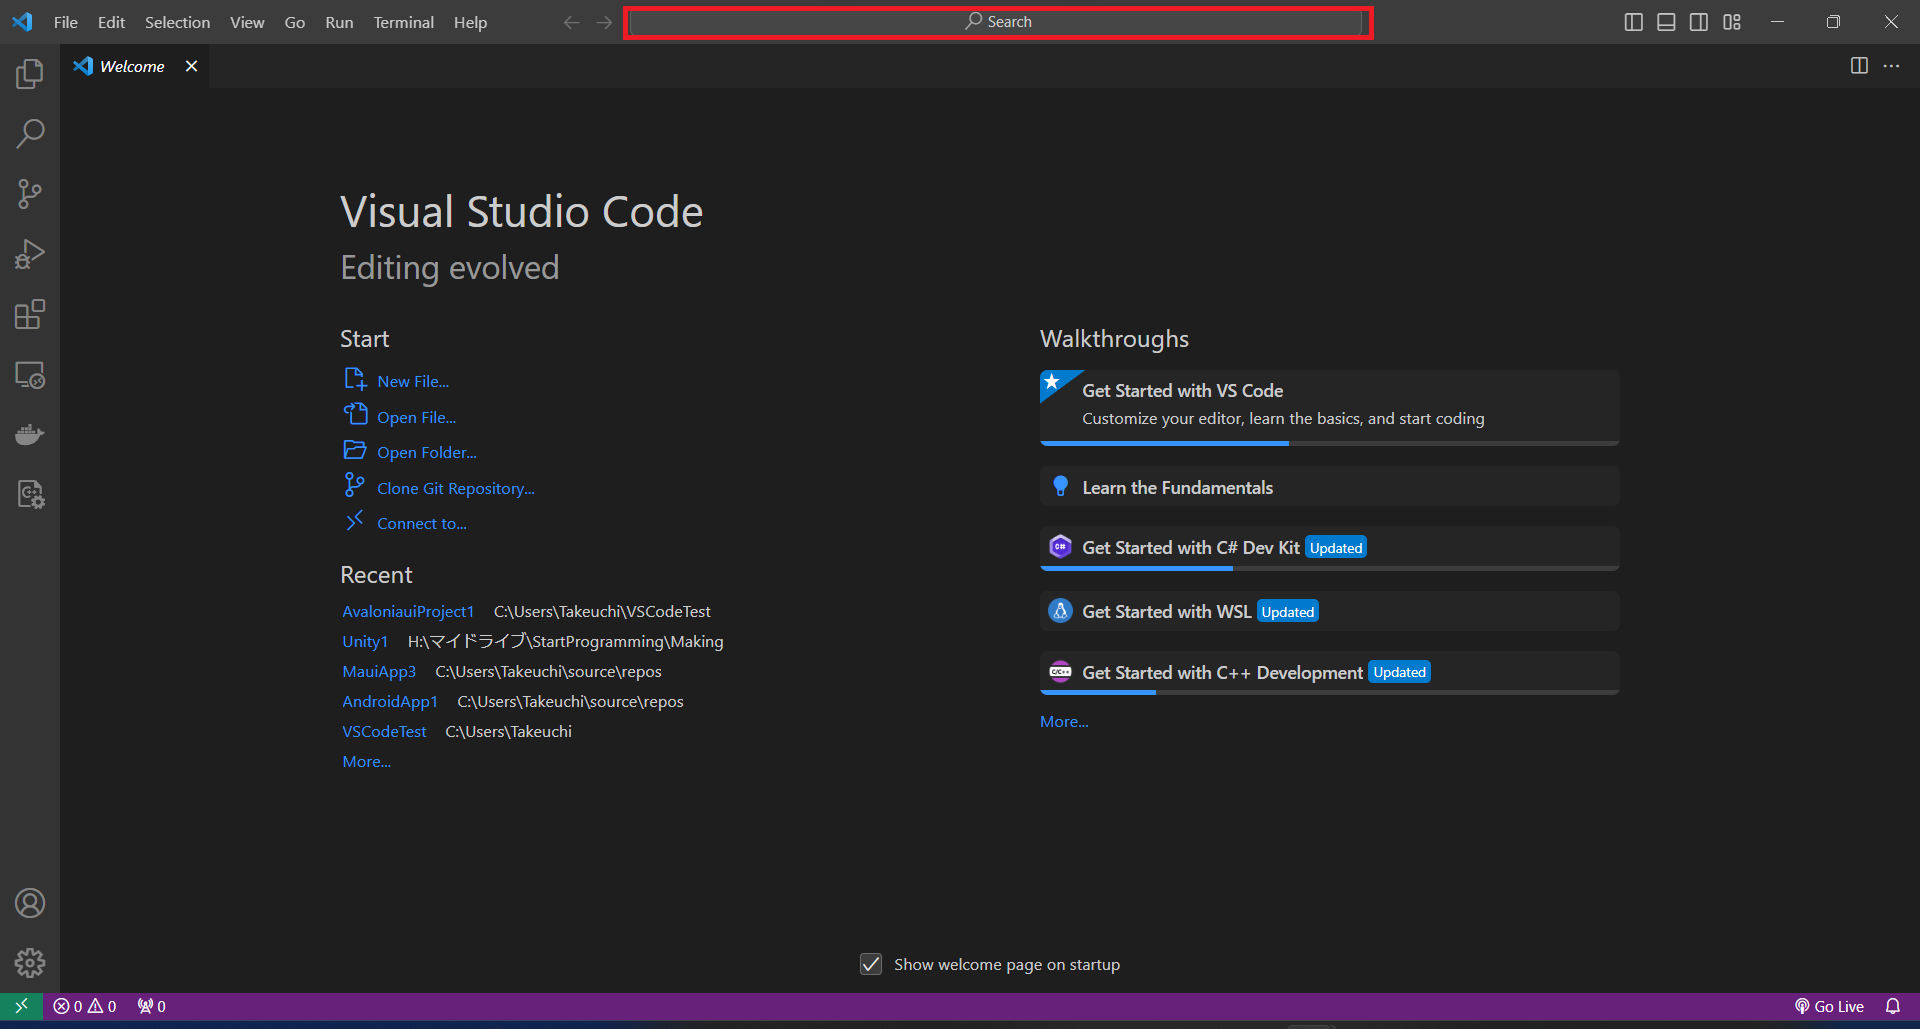 File Edit Selection View Go Run Terminal Help Search
Welcome
Visual Studio Code
Editing evolved
Start
New File...
Open File...
Open Folder...
Clone Git Repository...
Connect to...
Recent
AvaloniauiProject1 C:\Users\Takeuchi\VSCodeTest
Unity1 H:\マイドライブ\StartProgramming\Making
MauiApp3 C:\Users\Takeuchi\source\repos
AndroidApp1 C:\Users\Takeuchi\source\repos
VSCodeTest C:\Users\Takeuchi
More...
Walkthroughs
Get Started with VS Code
Customize your editor, learn the basics, and start coding
Learn the Fundamentals
C# Get Started with C# Dev Kit Updated
Get Started with WSL Updated
C/C++ Get Started with C++ Development Updated
More...
Show welcome page on startup
0 0 0 Go Live